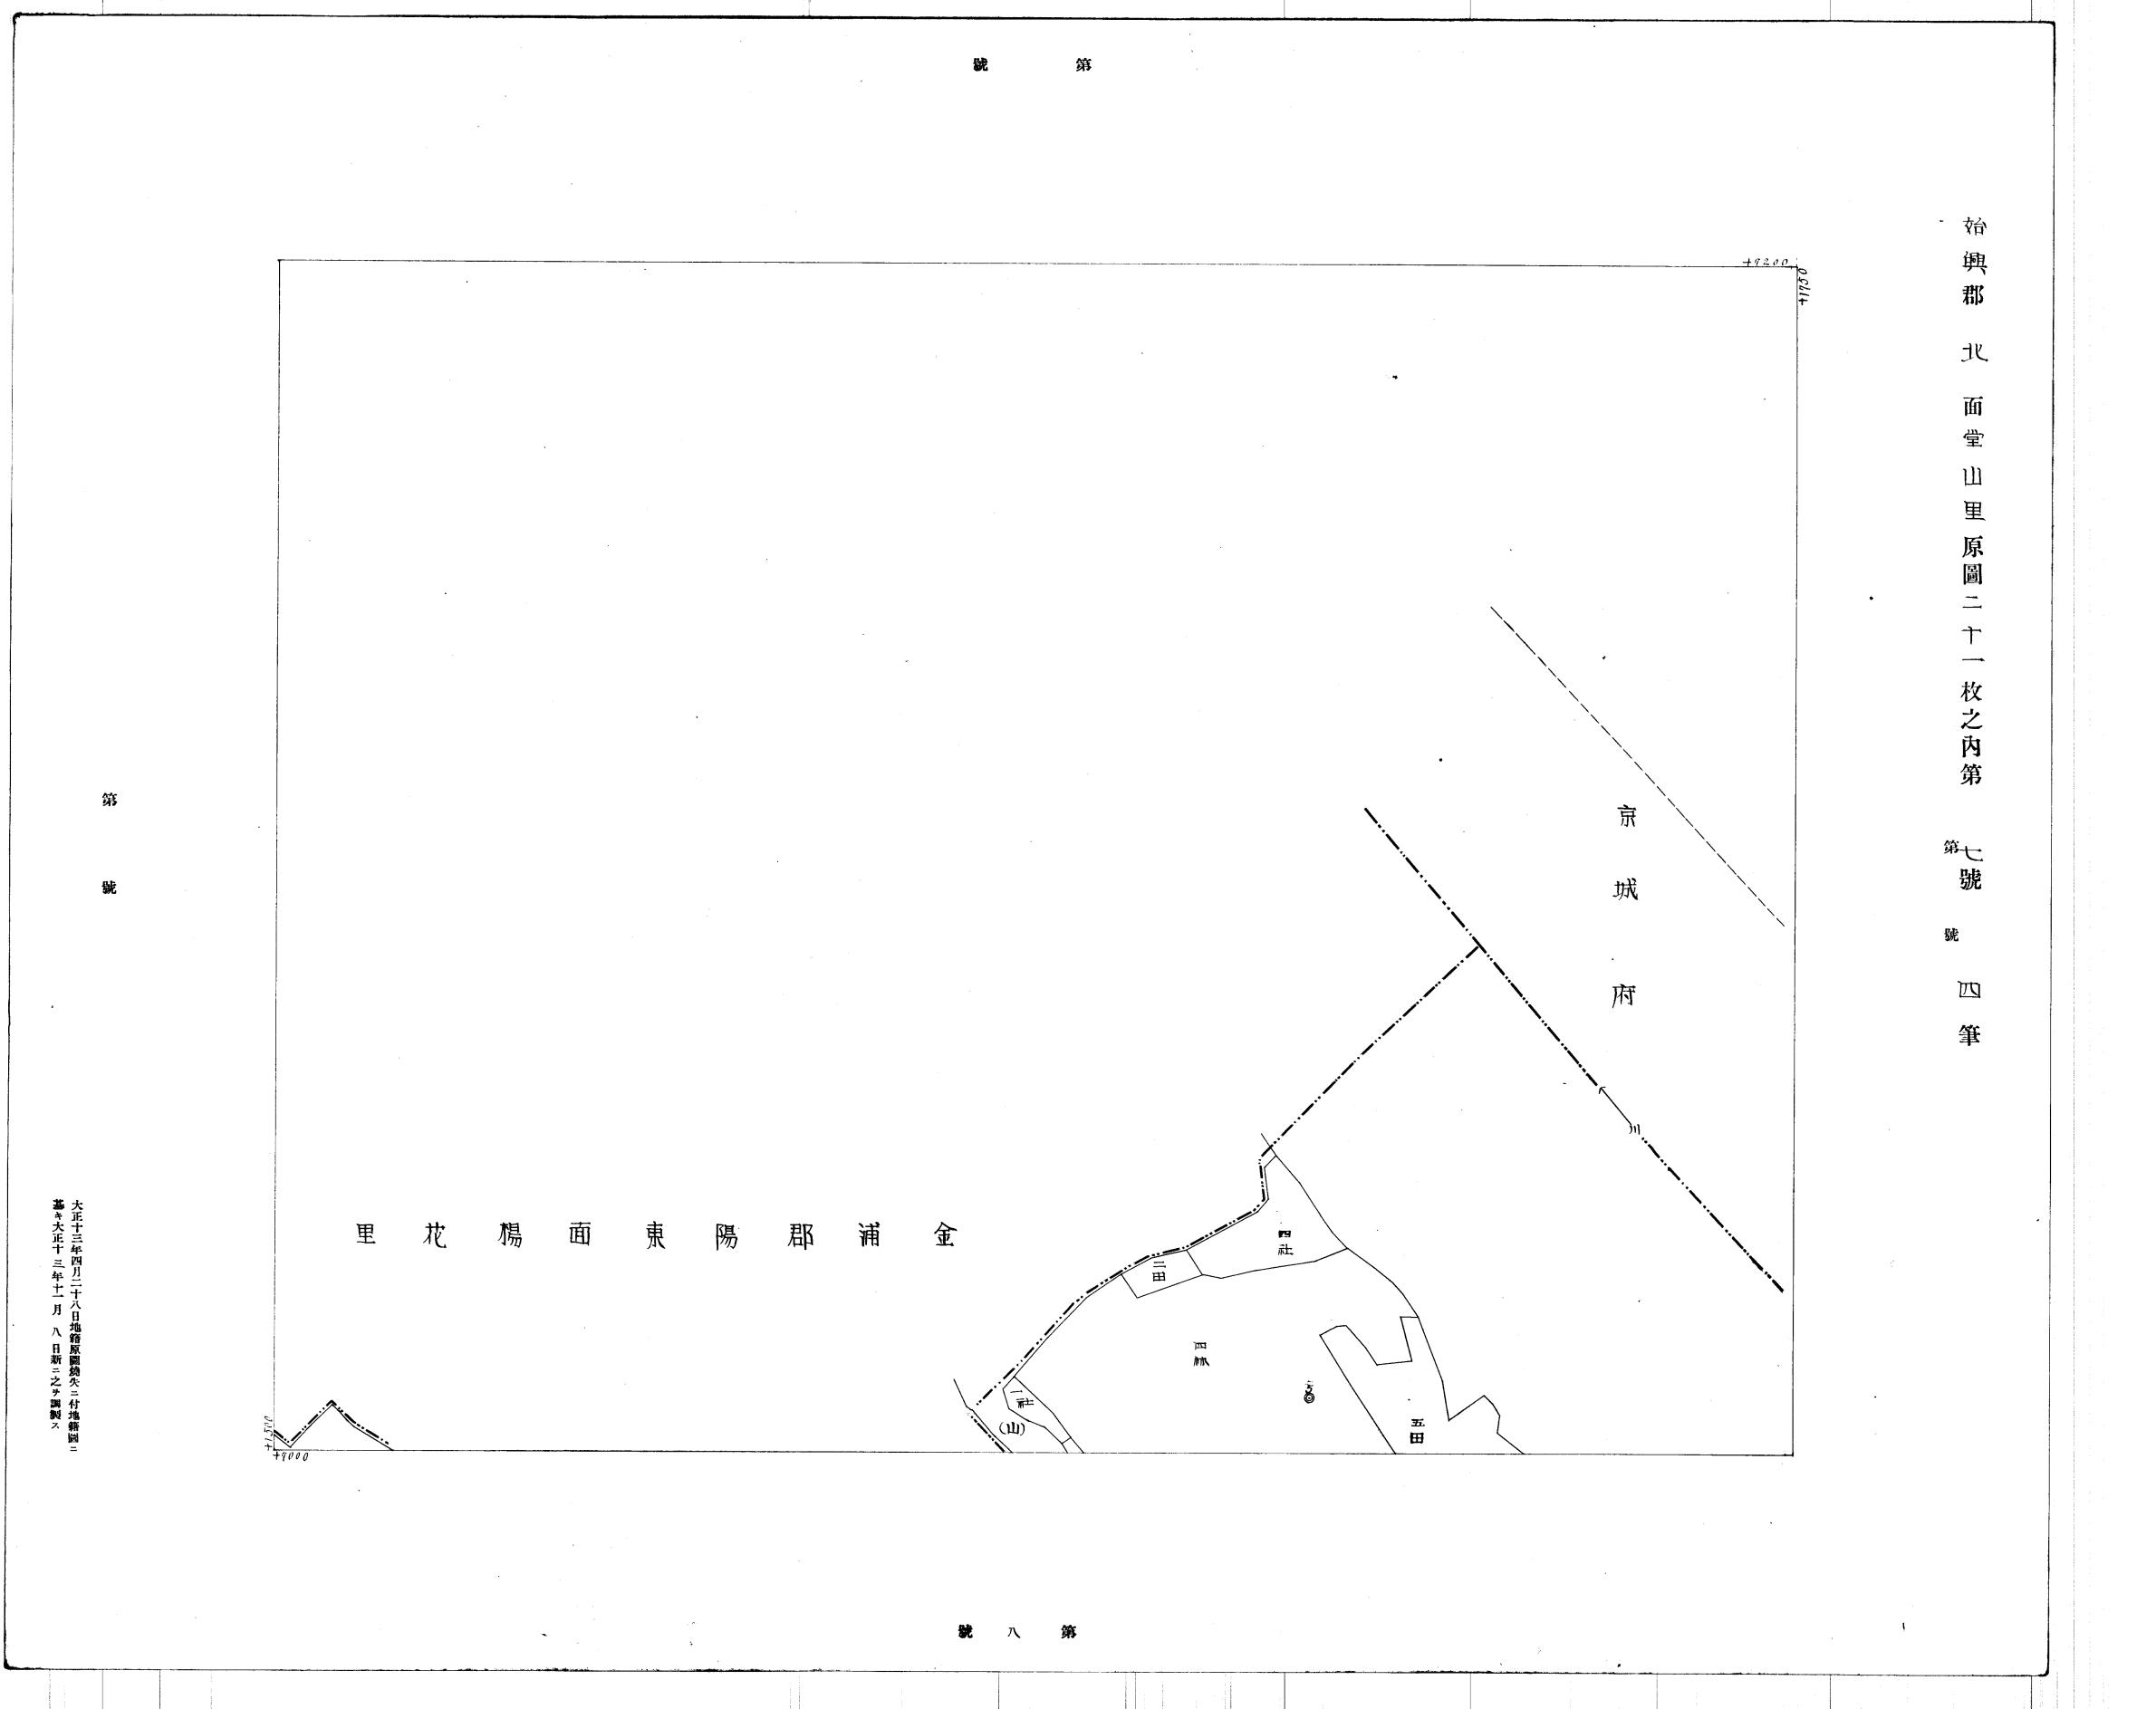 始興郡 北 面堂山里原圖二十一枚之內第 七號 四筆
第 號
第 號
第 號
第 八 號
+9200
+1750
京城府
川
金浦郡陽東面楊花里
四社
二田
四林
一社
(山)
五田
+1500
+9000
大正十三年四月二十八日地籍原圖燒失ニ付地籍圖ニ
基キ大正十三年十一月 八日新ニ之ヲ調製ス